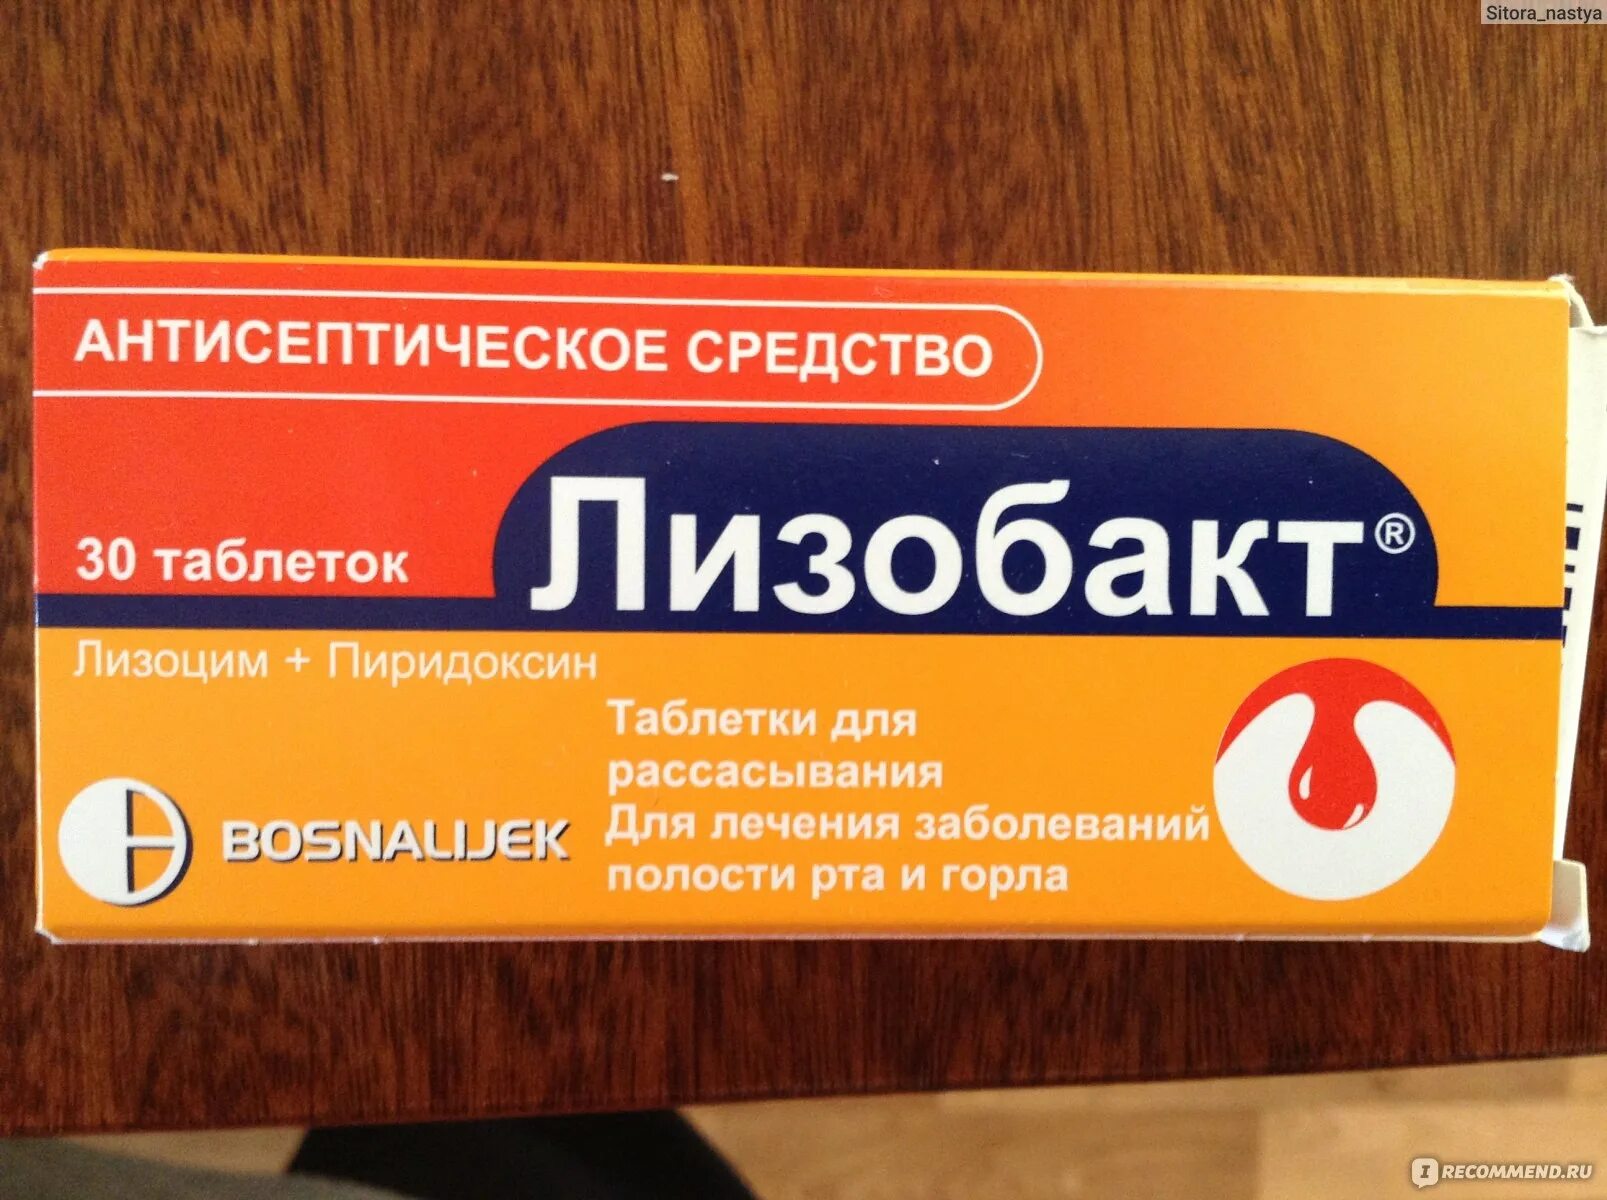 Sitora_nastya
АНТИСЕПТИЧЕСКОЕ СРЕДСТВО
30 таблеток
Лизобакт®
Лизоцим + Пиридоксин
Таблетки для
рассасывания
Для лечения заболеваний
полости рта и горла
BOSNALIJEK
IRECOMMEND.RU